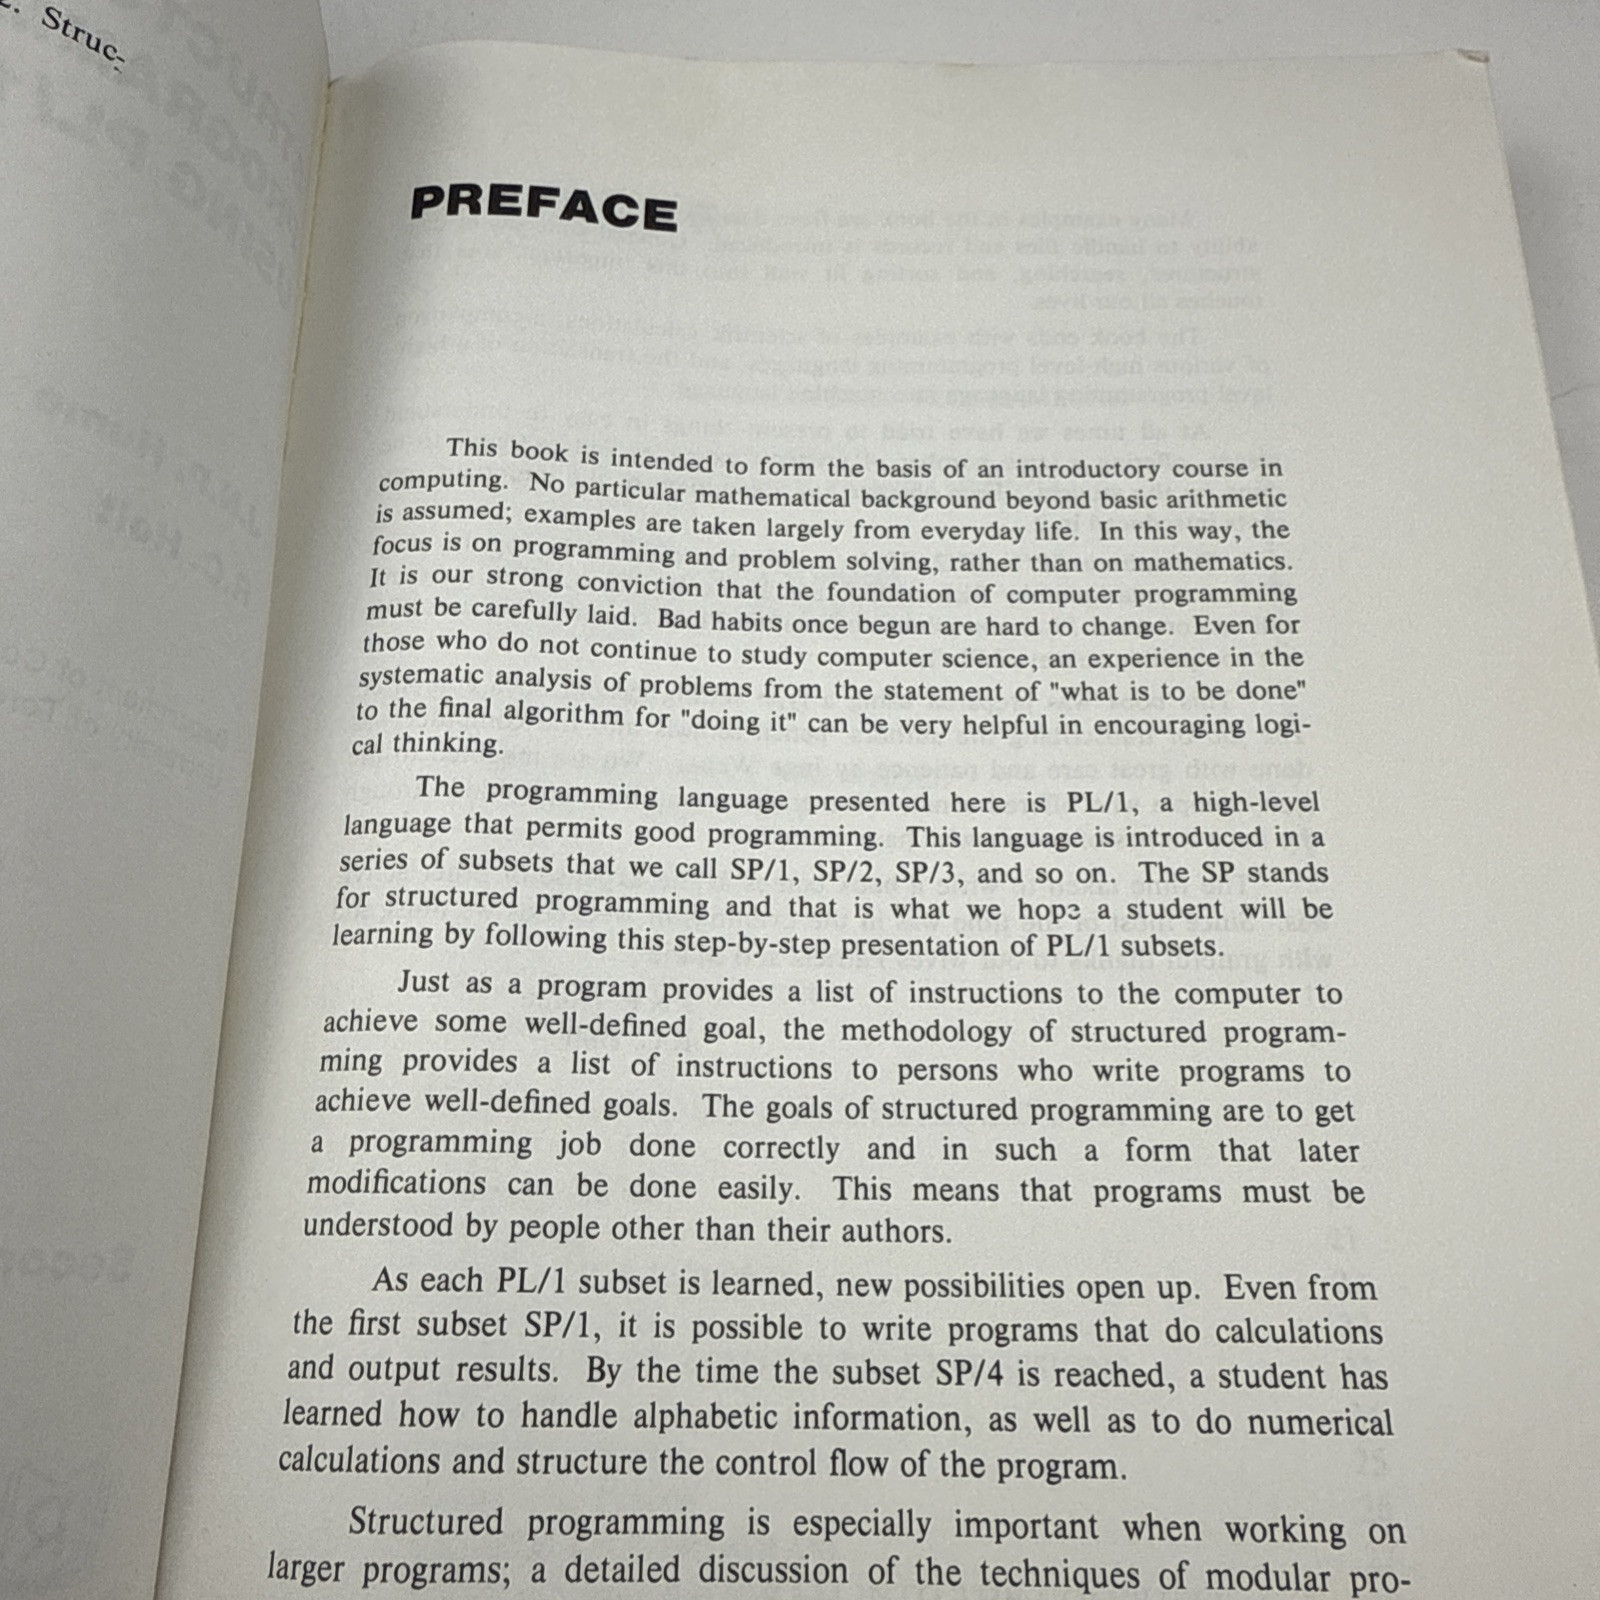 2. Struc-
PREFACE
This book is intended to form the basis of an introductory course in
computing. No particular mathematical background beyond basic arithmetic
is assumed; examples are taken largely from everyday life. In this way, the
focus is on programming and problem solving, rather than on mathematics.
It is our strong conviction that the foundation of computer programming
must be carefully laid. Bad habits once begun are hard to change. Even for
those who do not continue to study computer science, an experience in the
systematic analysis of problems from the statement of "what is to be done"
to the final algorithm for "doing it" can be very helpful in encouraging logi-
cal thinking.
The programming language presented here is PL/1, a high-level
language that permits good programming. This language is introduced in a
series of subsets that we call SP/1, SP/2, SP/3, and so on. The SP stands
for structured programming and that is what we hope a student will be
learning by following this step-by-step presentation of PL/1 subsets.
Just as a program provides a list of instructions to the computer to
achieve some well-defined goal, the methodology of structured program-
ming provides a list of instructions to persons who write programs to
achieve well-defined goals. The goals of structured programming are to get
a programming job done correctly and in such a form that later
modifications can be done easily. This means that programs must be
understood by people other than their authors.
As each PL/1 subset is learned, new possibilities open up. Even from
the first subset SP/1, it is possible to write programs that do calculations
and output results. By the time the subset SP/4 is reached, a student has
learned how to handle alphabetic information, as well as to do numerical
calculations and structure the control flow of the program.
Structured programming is especially important when working on
larger programs; a detailed discussion of the techniques of modular pro-